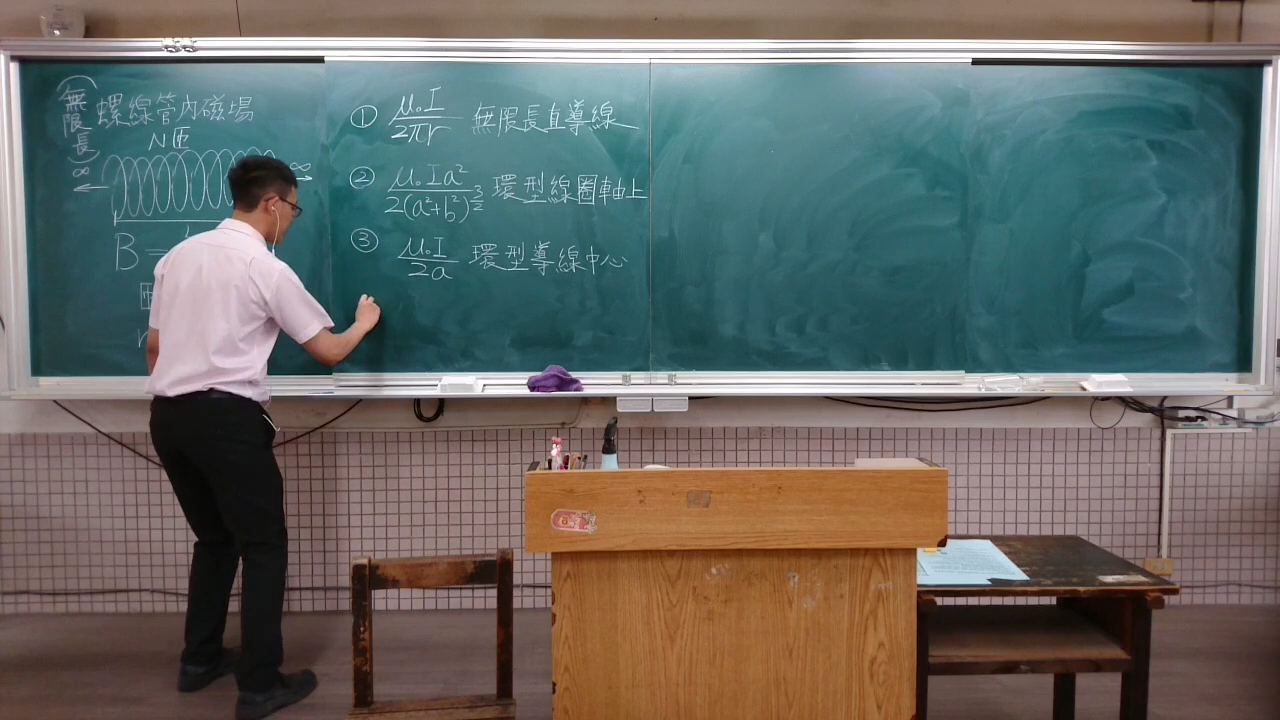 (無限長)
螺線管內磁場
N匝
∞
∞
B =
① μ₀I/2πr 無限長直導線
② μ₀Ia²/2(a²+b²)^3/2 環型線圈軸上
③ μ₀I/2a 環型導線中心